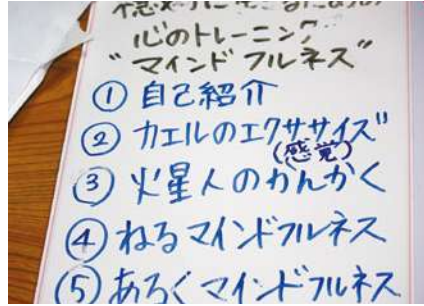 心のトレーニング
"マインドフルネス"
① 自己紹介
② カエルのエクササイズ"
(感覚)
③ 火星人のかんかく
④ ねるマインドフルネス
⑤ あるくマインドフルネス